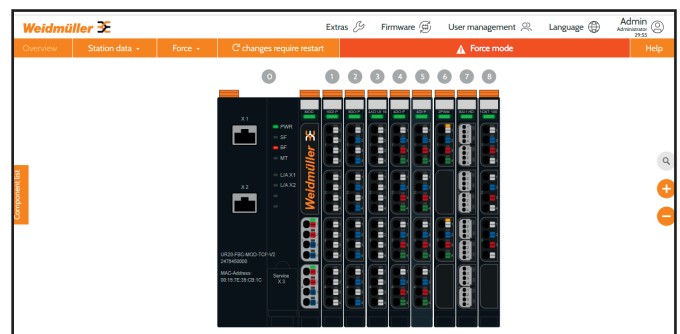 Weidmüller
Extras
Firmware
User management
Language
Admin
Administrator
29:55
Overview
Station data
Force
changes require restart
Force mode
Help
0
1
2
3
4
5
6
7
8
Component list
X 1
PWR
SF
BF
MT
L/A X1
L/A X2
X 2
Weidmüller
MOD
UR20-FBC-MOD-TCP-V2
2476450000
MAC-Address:
00:15:7E:35:CB:1C
Service
X 3